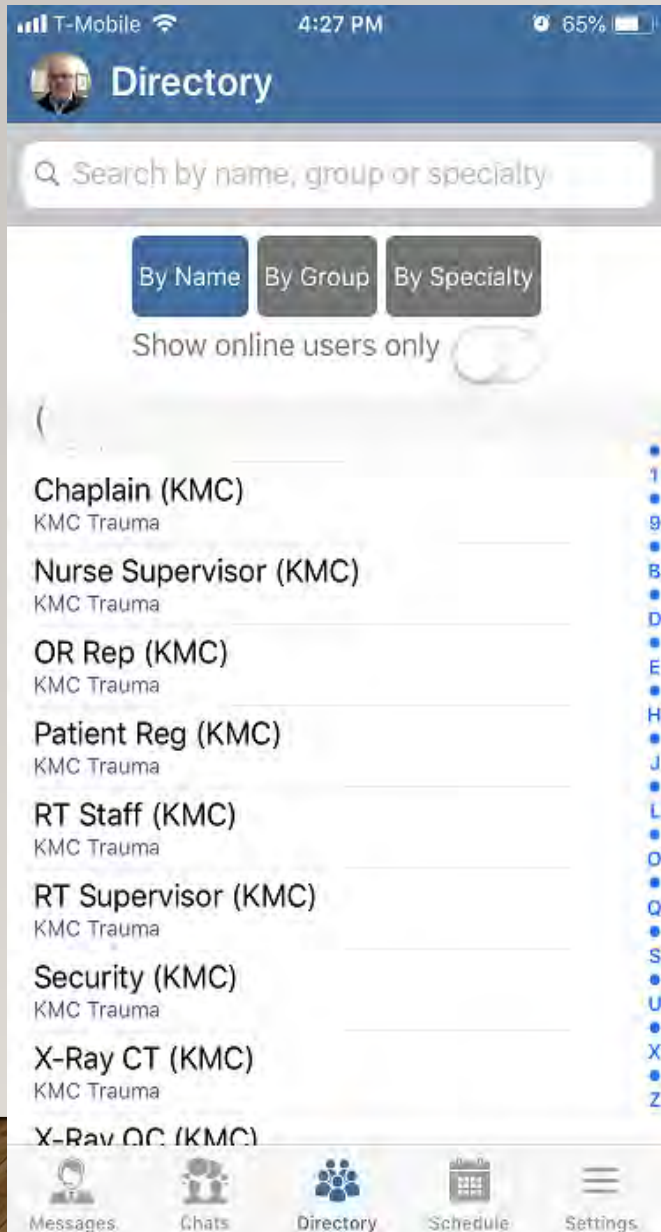 T-Mobile 4:27 PM 65%
Directory
Search by name, group or specialty
By Name By Group By Specialty
Show online users only
(
Chaplain (KMC)
KMC Trauma
Nurse Supervisor (KMC)
KMC Trauma
OR Rep (KMC)
KMC Trauma
Patient Reg (KMC)
KMC Trauma
RT Staff (KMC)
KMC Trauma
RT Supervisor (KMC)
KMC Trauma
Security (KMC)
KMC Trauma
X-Ray CT (KMC)
KMC Trauma
X-Ray OC (KMC)
1
9
B
D
E
H
J
L
O
Q
S
U
X
Z
Messages Chats Directory Schedule Settings